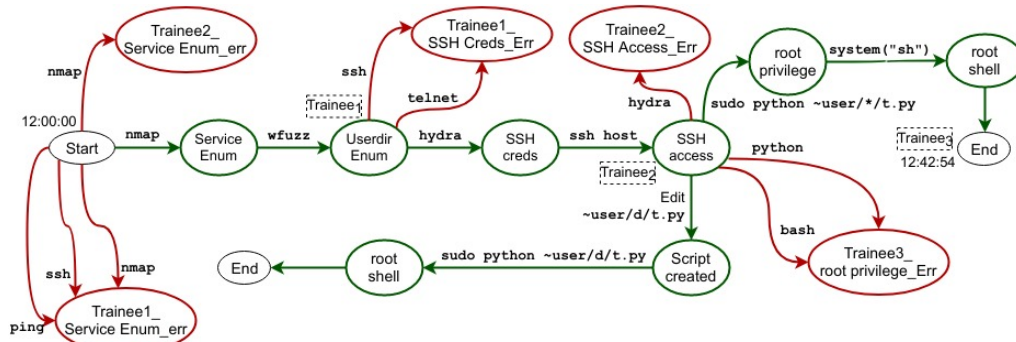 Trainee2_
Service Enum_err
Trainee1_
SSH Creds_Err
Trainee2_
SSH Access_Err
root
privilege
system("sh")
root
shell
nmap
ssh
telnet
hydra
sudo python ~user/*/t.py
12:00:00
Trainee1
Trainee3
Start
nmap
Service
Enum
wfuzz
Userdir
Enum
hydra
SSH
creds
ssh host
SSH
access
End
12:42:54
python
Trainee2
Edit
~user/d/t.py
bash
End
root
shell
sudo python ~user/d/t.py
Script
created
Trainee3_
root privilege_Err
ssh
nmap
Trainee1_
Service Enum_err
ping